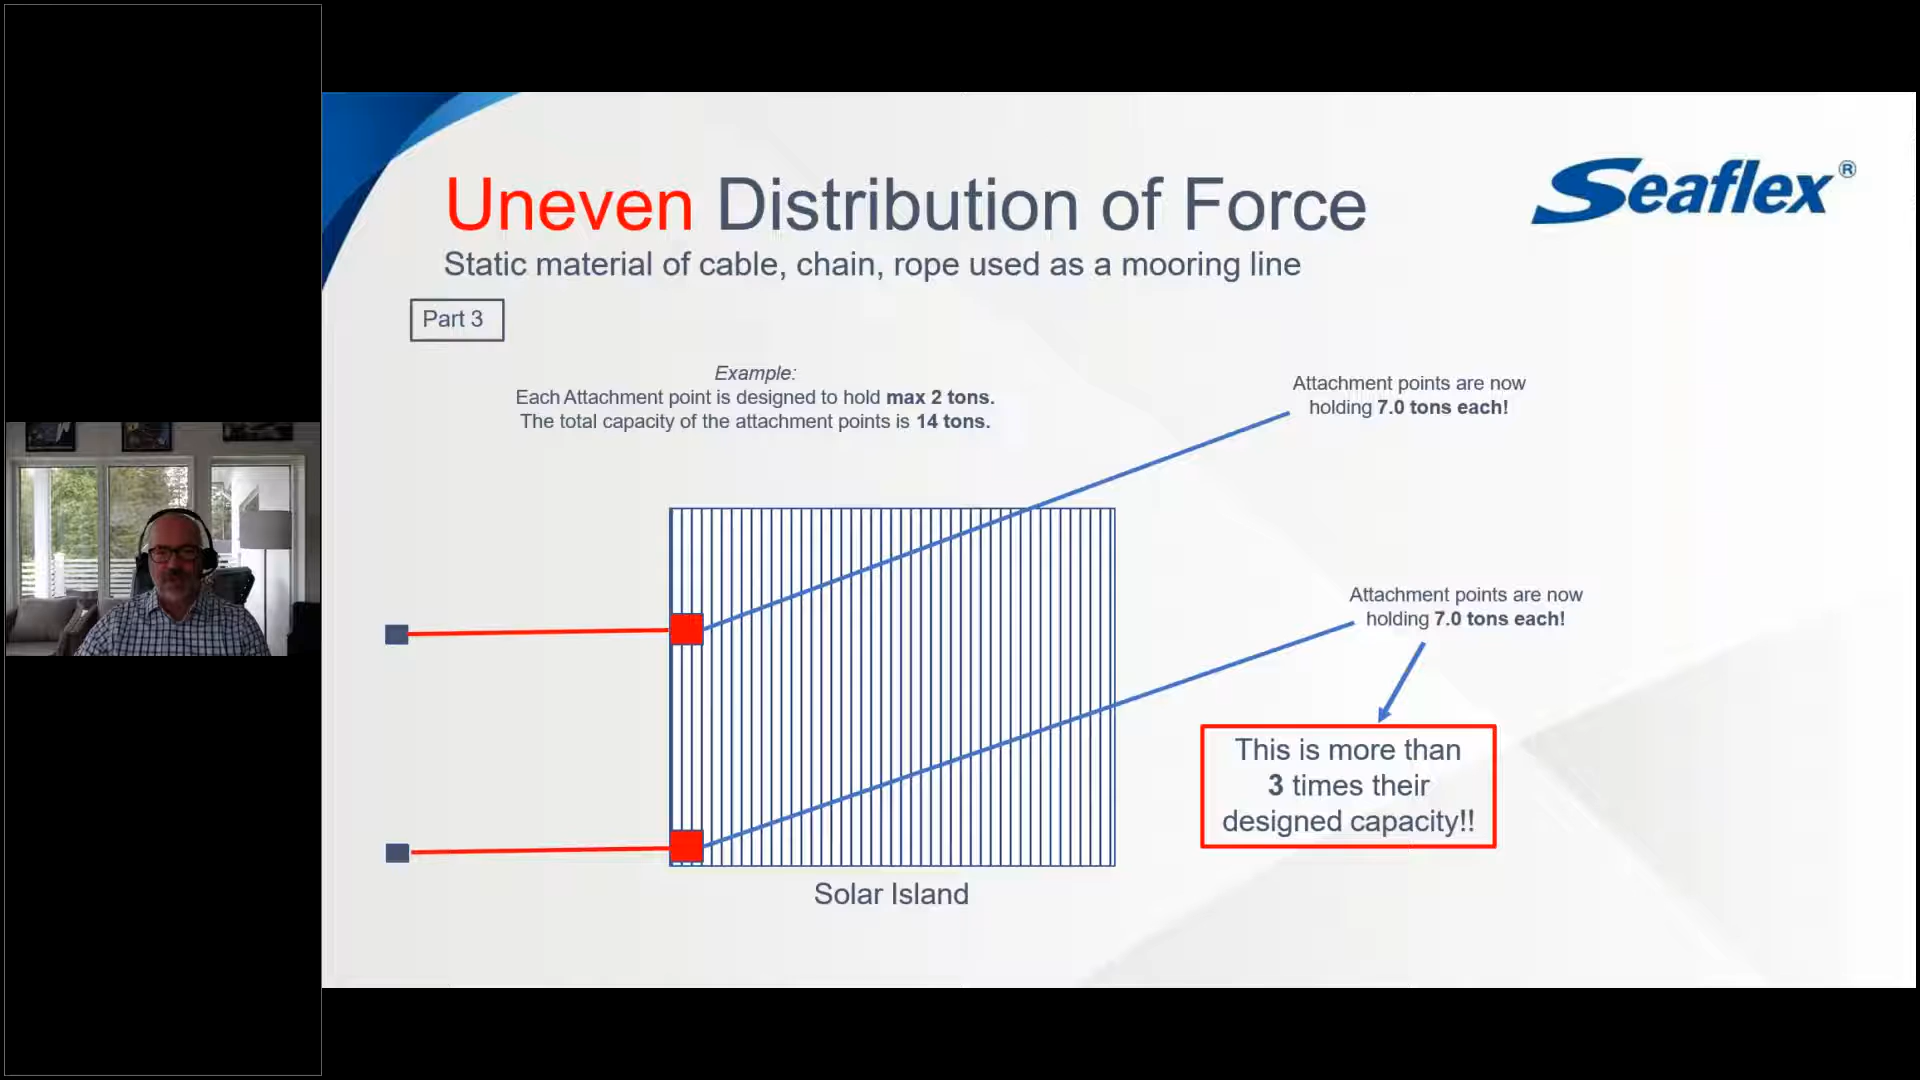 Seaflex®
Uneven Distribution of Force
Static material of cable, chain, rope used as a mooring line
Part 3
Example:
Each Attachment point is designed to hold max 2 tons.
The total capacity of the attachment points is 14 tons.
Attachment points are now
holding 7.0 tons each!
Attachment points are now
holding 7.0 tons each!
This is more than
3 times their
designed capacity!!
Solar Island